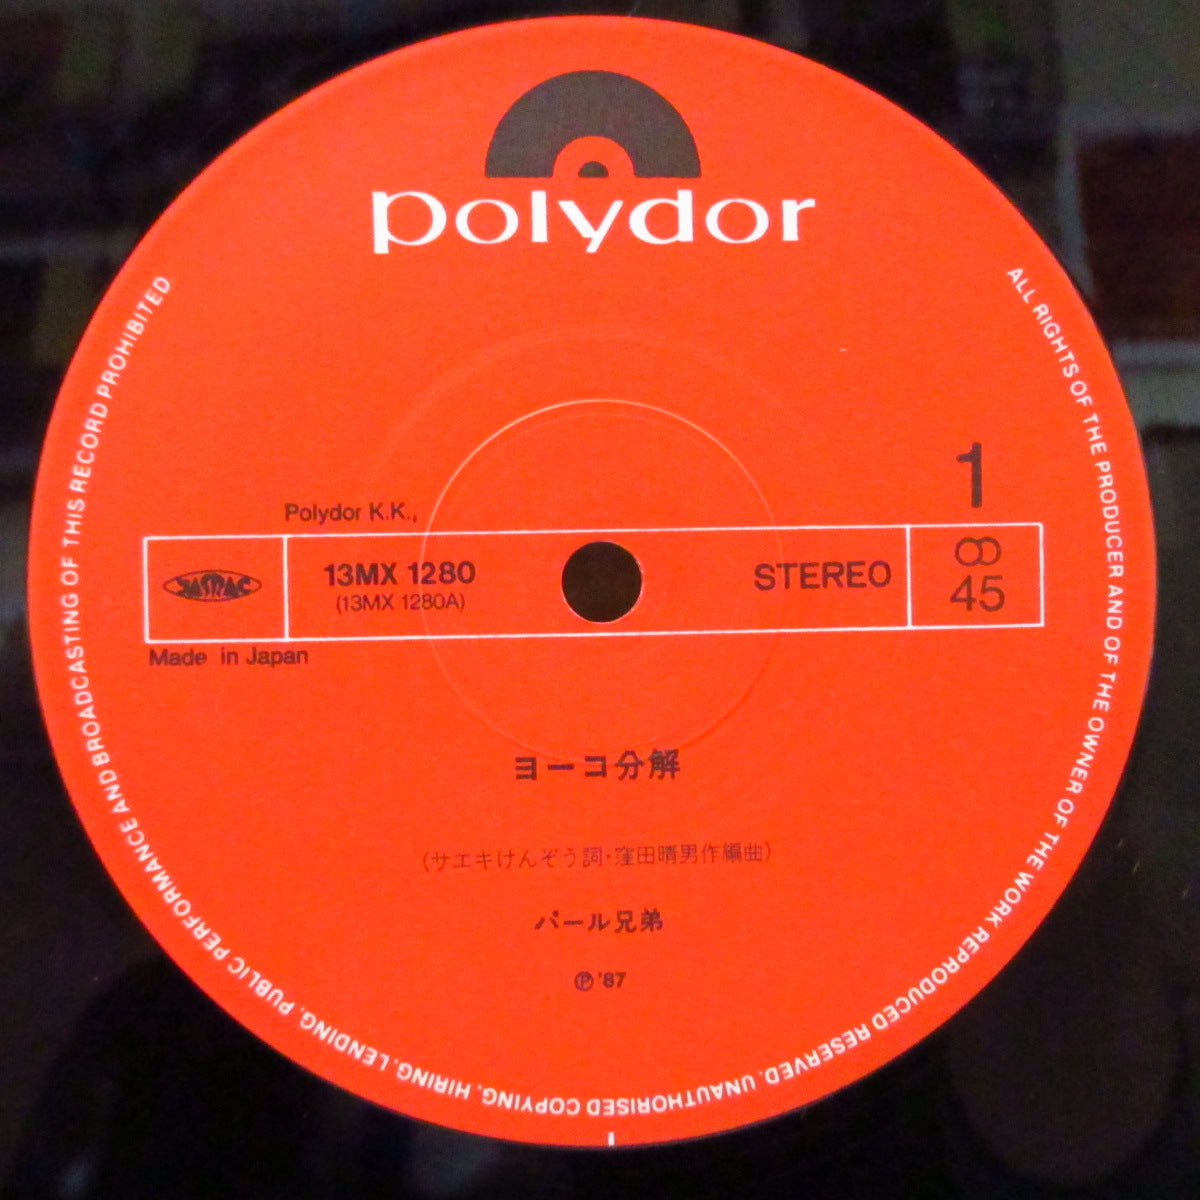 polydor
Polydor K.K.,
1
JASRAC
13MX 1280
(13MX 1280A)
STEREO
8
45
Made in Japan
ヨーコ分解
(サエキけんぞう詞・窪田晴男作編曲)
パール兄弟
Ⓟ '87
ALL RIGHTS OF THE PRODUCER AND OF THE OWNER OF THE WORK REPRODUCED RESERVED. UNAUTHORISED COPYING, HIRING, LENDING, PUBLIC PERFORMANCE AND BROADCASTING OF THIS RECORD PROHIBITED